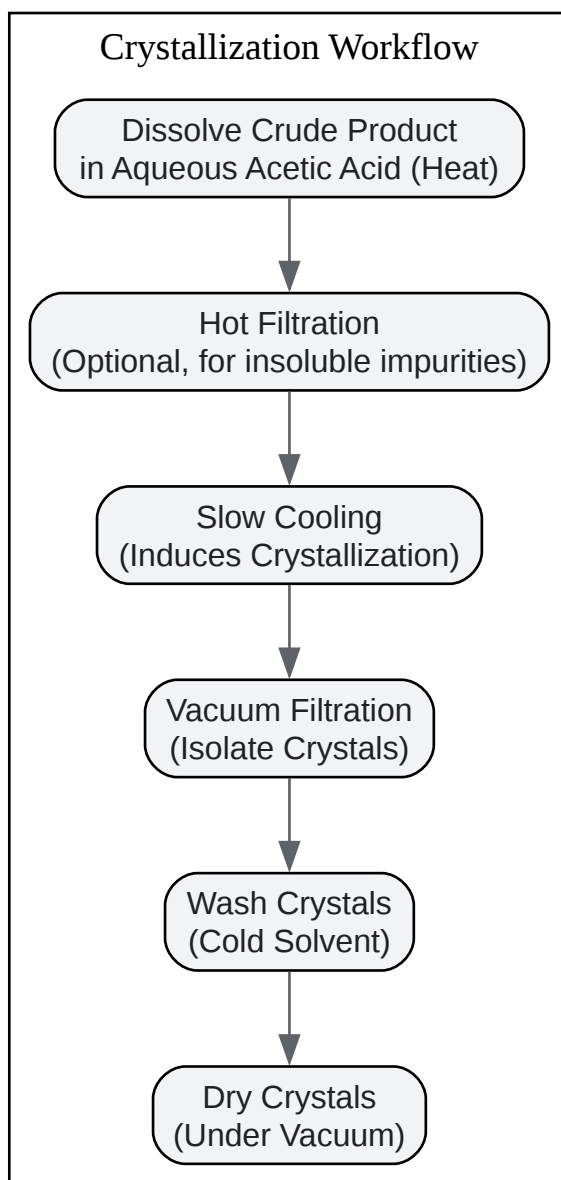 Crystallization Workflow
Dissolve Crude Product
in Aqueous Acetic Acid (Heat)
Hot Filtration
(Optional, for insoluble impurities)
Slow Cooling
(Induces Crystallization)
Vacuum Filtration
(Isolate Crystals)
Wash Crystals
(Cold Solvent)
Dry Crystals
(Under Vacuum)